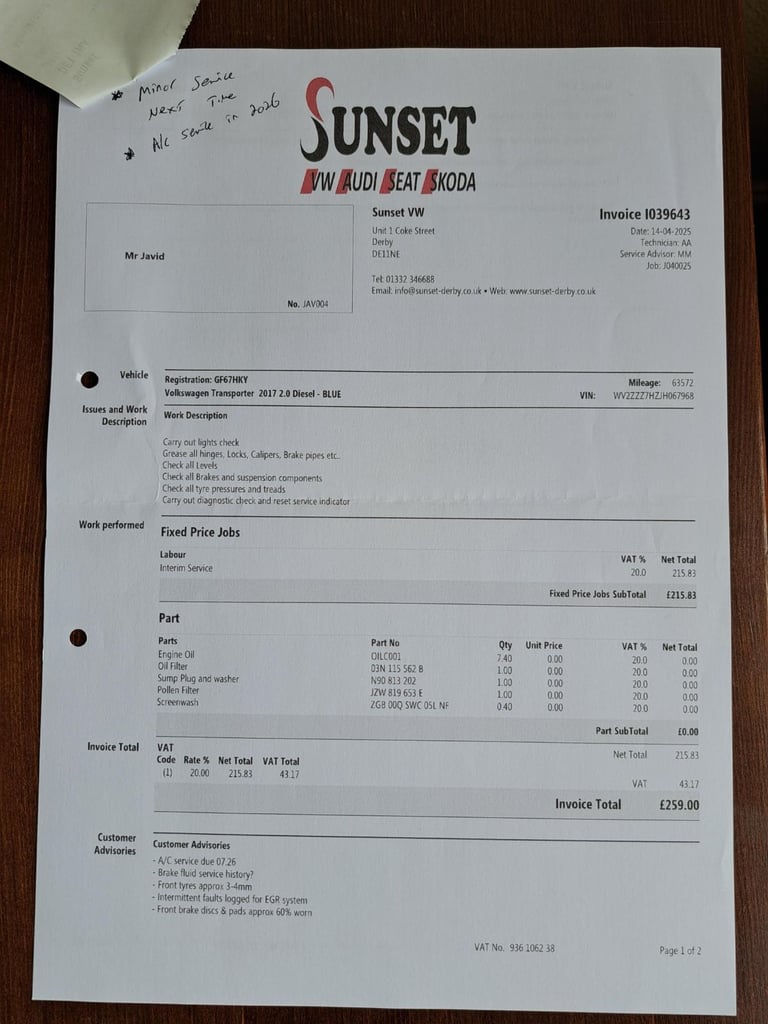 * Minor Service
Next Time
* A/c servie in 2026
SUNSET
VW AUDI SEAT SKODA
Mr Javid
No. JAV004
Sunset VW
Unit 1 Coke Street
Derby
DE11NE
Tel: 01332 346688
Email: info@sunset-derby.co.uk • Web: www.sunset-derby.co.uk
Invoice I039643
Date: 14-04-2025
Technician: AA
Service Advisor: MM
Job: J040025
Vehicle
Registration: GF67HKY
Mileage: 63572
Volkswagen Transporter 2017 2.0 Diesel - BLUE
VIN: WV2ZZZ7HZJH067968
Issues and Work Description
Work Description
Carry out lights check
Grease all hinges, Locks, Calipers, Brake pipes etc..
Check all Levels
Check all Brakes and suspension components
Check all tyre pressures and treads
Carry out diagnostic check and reset service indicator
Work performed
Fixed Price Jobs
Labour VAT % Net Total
Interim Service 20.0 215.83
Fixed Price Jobs SubTotal £215.83
Part
Parts Part No Qty Unit Price VAT % Net Total
Engine Oil OILC001 7.40 0.00 20.0 0.00
Oil Filter 03N 115 562 B 1.00 0.00 20.0 0.00
Sump Plug and washer N90 813 202 1.00 0.00 20.0 0.00
Pollen Filter JZW 819 653 E 1.00 0.00 20.0 0.00
Screenwash ZGB 00Q SWC 05L NF 0.40 0.00 20.0 0.00
Part SubTotal £0.00
Invoice Total
VAT
Code Rate % Net Total VAT Total
(1) 20.00 215.83 43.17
Net Total 215.83
VAT 43.17
Invoice Total £259.00
Customer Advisories
Customer Advisories
- A/C service due 07.26
- Brake fluid service history?
- Front tyres approx 3-4mm
- Intermittent faults logged for EGR system
- Front brake discs & pads approx 60% worn
VAT No. 936 1062 38
Page 1 of 2